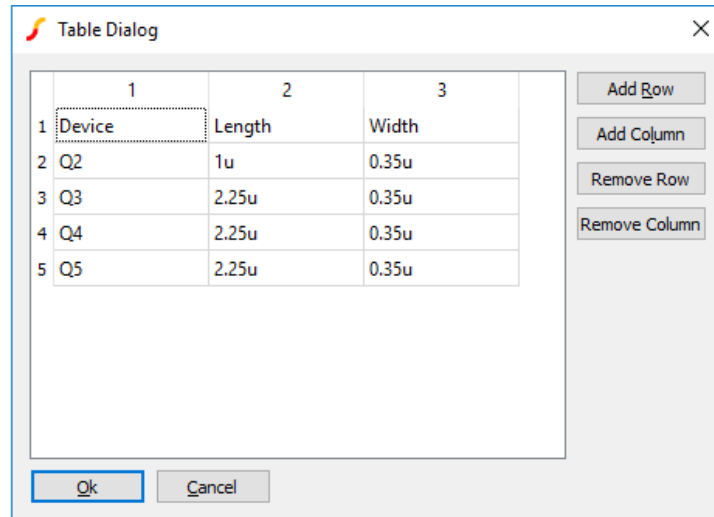 Table Dialog
1 2 3
1 Device Length Width
2 Q2 1u 0.35u
3 Q3 2.25u 0.35u
4 Q4 2.25u 0.35u
5 Q5 2.25u 0.35u
Add Row
Add Column
Remove Row
Remove Column
Ok Cancel